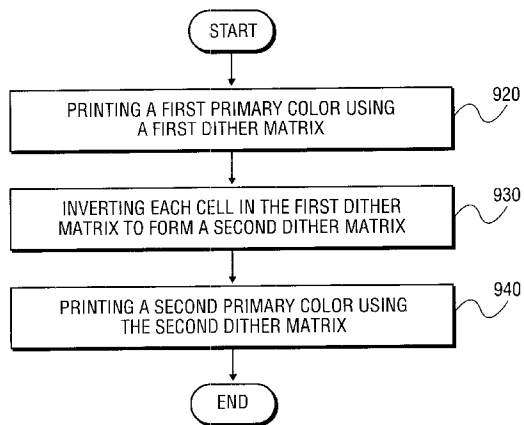 START
PRINTING A FIRST PRIMARY COLOR USING
A FIRST DITHER MATRIX
920
INVERTING EACH CELL IN THE FIRST DITHER
MATRIX TO FORM A SECOND DITHER MATRIX
930
PRINTING A SECOND PRIMARY COLOR USING
THE SECOND DITHER MATRIX
940
END